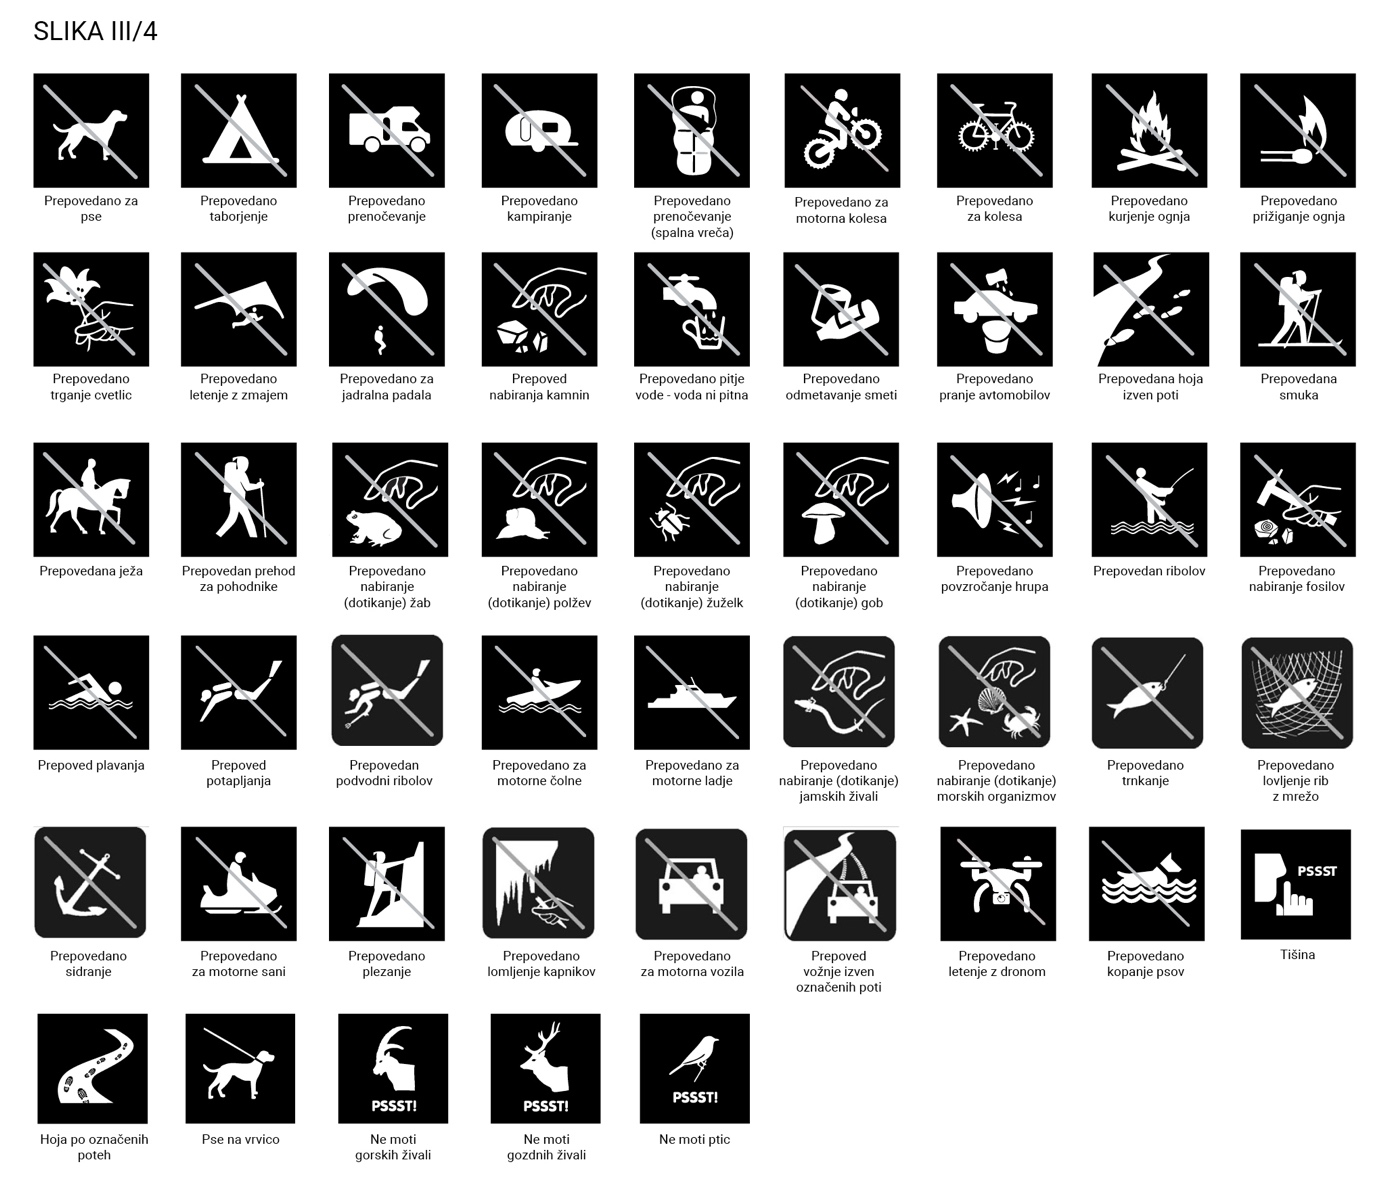 SLIKA III/4
Prepovedano za
pse
Prepovedano
taborjenje
Prepovedano
prenočevanje
Prepovedano
kampiranje
Prepovedano
prenočevanje
(spalna vreča)
Prepovedano za
motorna kolesa
Prepovedano
za kolesa
Prepovedano
kurjenje ognja
Prepovedano
prižiganje ognja
Prepovedano
trganje cvetlic
Prepovedano
letenje z zmajem
Prepovedano za
jadralna padala
Prepoved
nabiranja kamnin
Prepovedano pitje
vode - voda ni pitna
Prepovedano
odmetavanje smeti
Prepovedano
pranje avtomobilov
Prepovedana hoja
izven poti
Prepovedana
smuka
Prepovedana ježa
Prepovedan prehod
za pohodnike
Prepovedano
nabiranje
(dotikanje) žab
Prepovedano
nabiranje
(dotikanje) polžev
Prepovedano
nabiranje
(dotikanje) žuželk
Prepovedano
nabiranje
(dotikanje) gob
Prepovedano
povzročanje hrupa
Prepovedan ribolov
Prepovedano
nabiranje fosilov
Prepoved plavanja
Prepoved
potapljanja
Prepovedan
podvodni ribolov
Prepovedano za
motorne čolne
Prepovedano za
motorne ladje
Prepovedano
nabiranje (dotikanje)
jamskih živali
Prepovedano
nabiranje (dotikanje)
morskih organizmov
Prepovedano
trnkanje
Prepovedano
lovljenje rib
z mrežo
PSSST
Prepovedano
sidranje
Prepovedano
za motorne sani
Prepovedano
plezanje
Prepovedano
lomljenje kapnikov
Prepovedano
za motorna vozila
Prepoved
vožnje izven
označenih poti
Prepovedano
letenje z dronom
Prepovedano
kopanje psov
Tišina
PSSST!
PSSST!
PSSST!
Hoja po označenih
poteh
Pse na vrvico
Ne moti
gorskih živali
Ne moti
gozdnih živali
Ne moti ptic